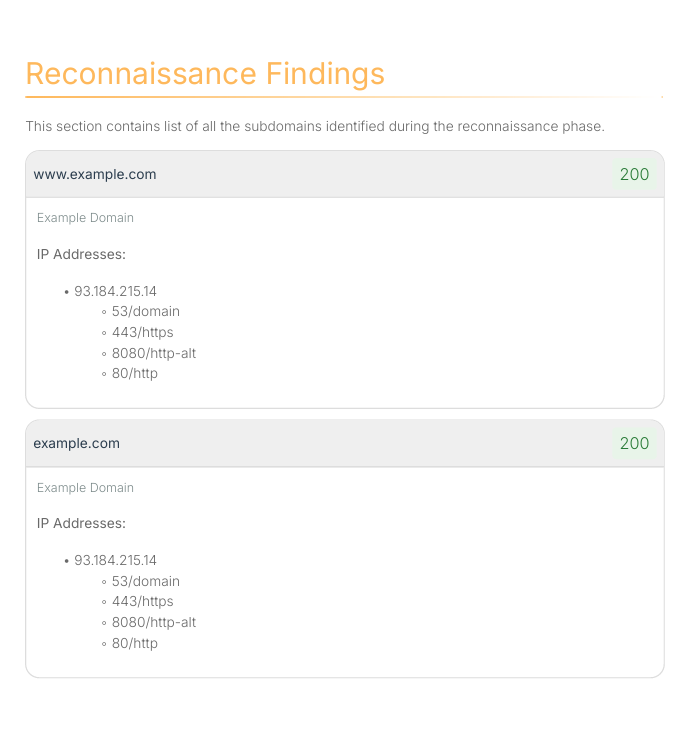 Reconnaissance Findings
This section contains list of all the subdomains identified during the reconnaissance phase.
www.example.com 200
Example Domain
IP Addresses:
• 93.184.215.14
◦ 53/domain
◦ 443/https
◦ 8080/http-alt
◦ 80/http
example.com 200
Example Domain
IP Addresses:
• 93.184.215.14
◦ 53/domain
◦ 443/https
◦ 8080/http-alt
◦ 80/http